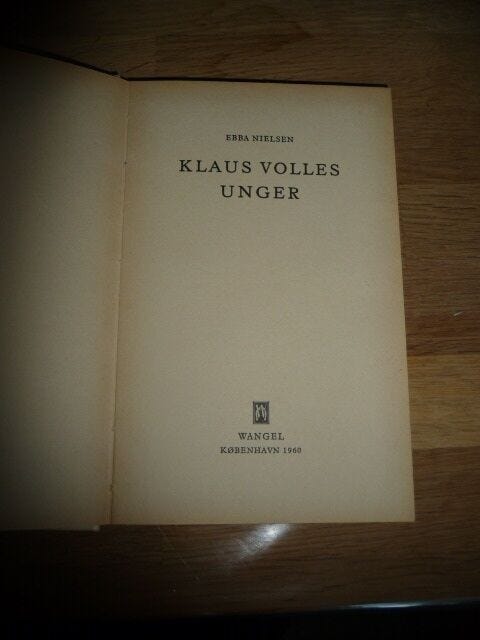 EBBA NIELSEN
KLAUS VOLLES
UNGER
WANGEL
KØBENHAVN 1960